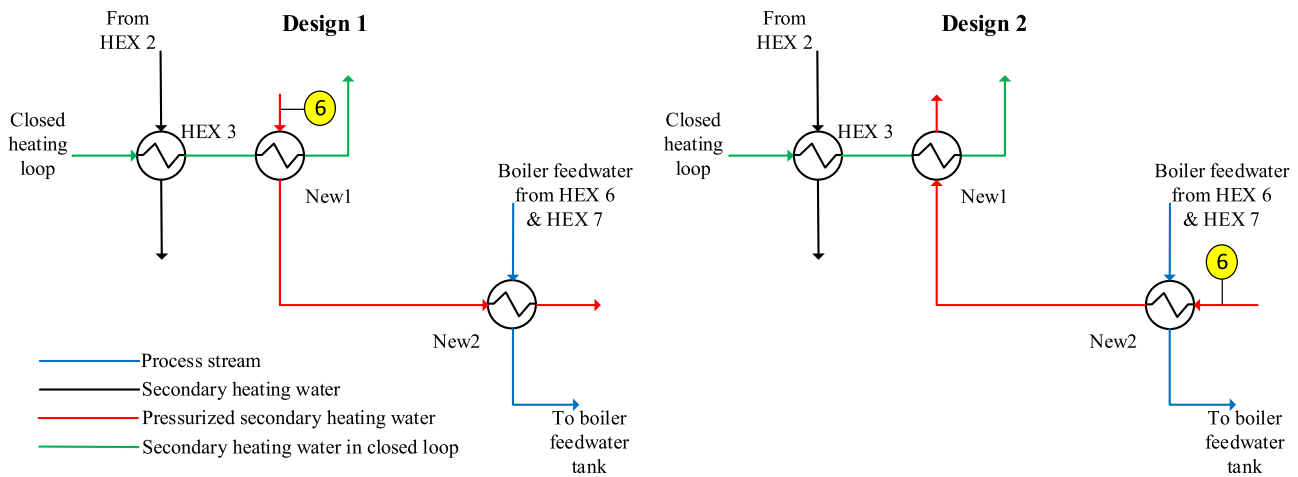 Design 1
From
HEX 2
6
Closed
heating
loop
HEX 3
New1
Boiler feedwater
from HEX 6
& HEX 7
New2
To boiler
feedwater
tank
Process stream
Secondary heating water
Pressurized secondary heating water
Secondary heating water in closed loop
Design 2
From
HEX 2
Closed
heating
loop
HEX 3
New1
Boiler feedwater
from HEX 6
& HEX 7
6
New2
To boiler
feedwater
tank